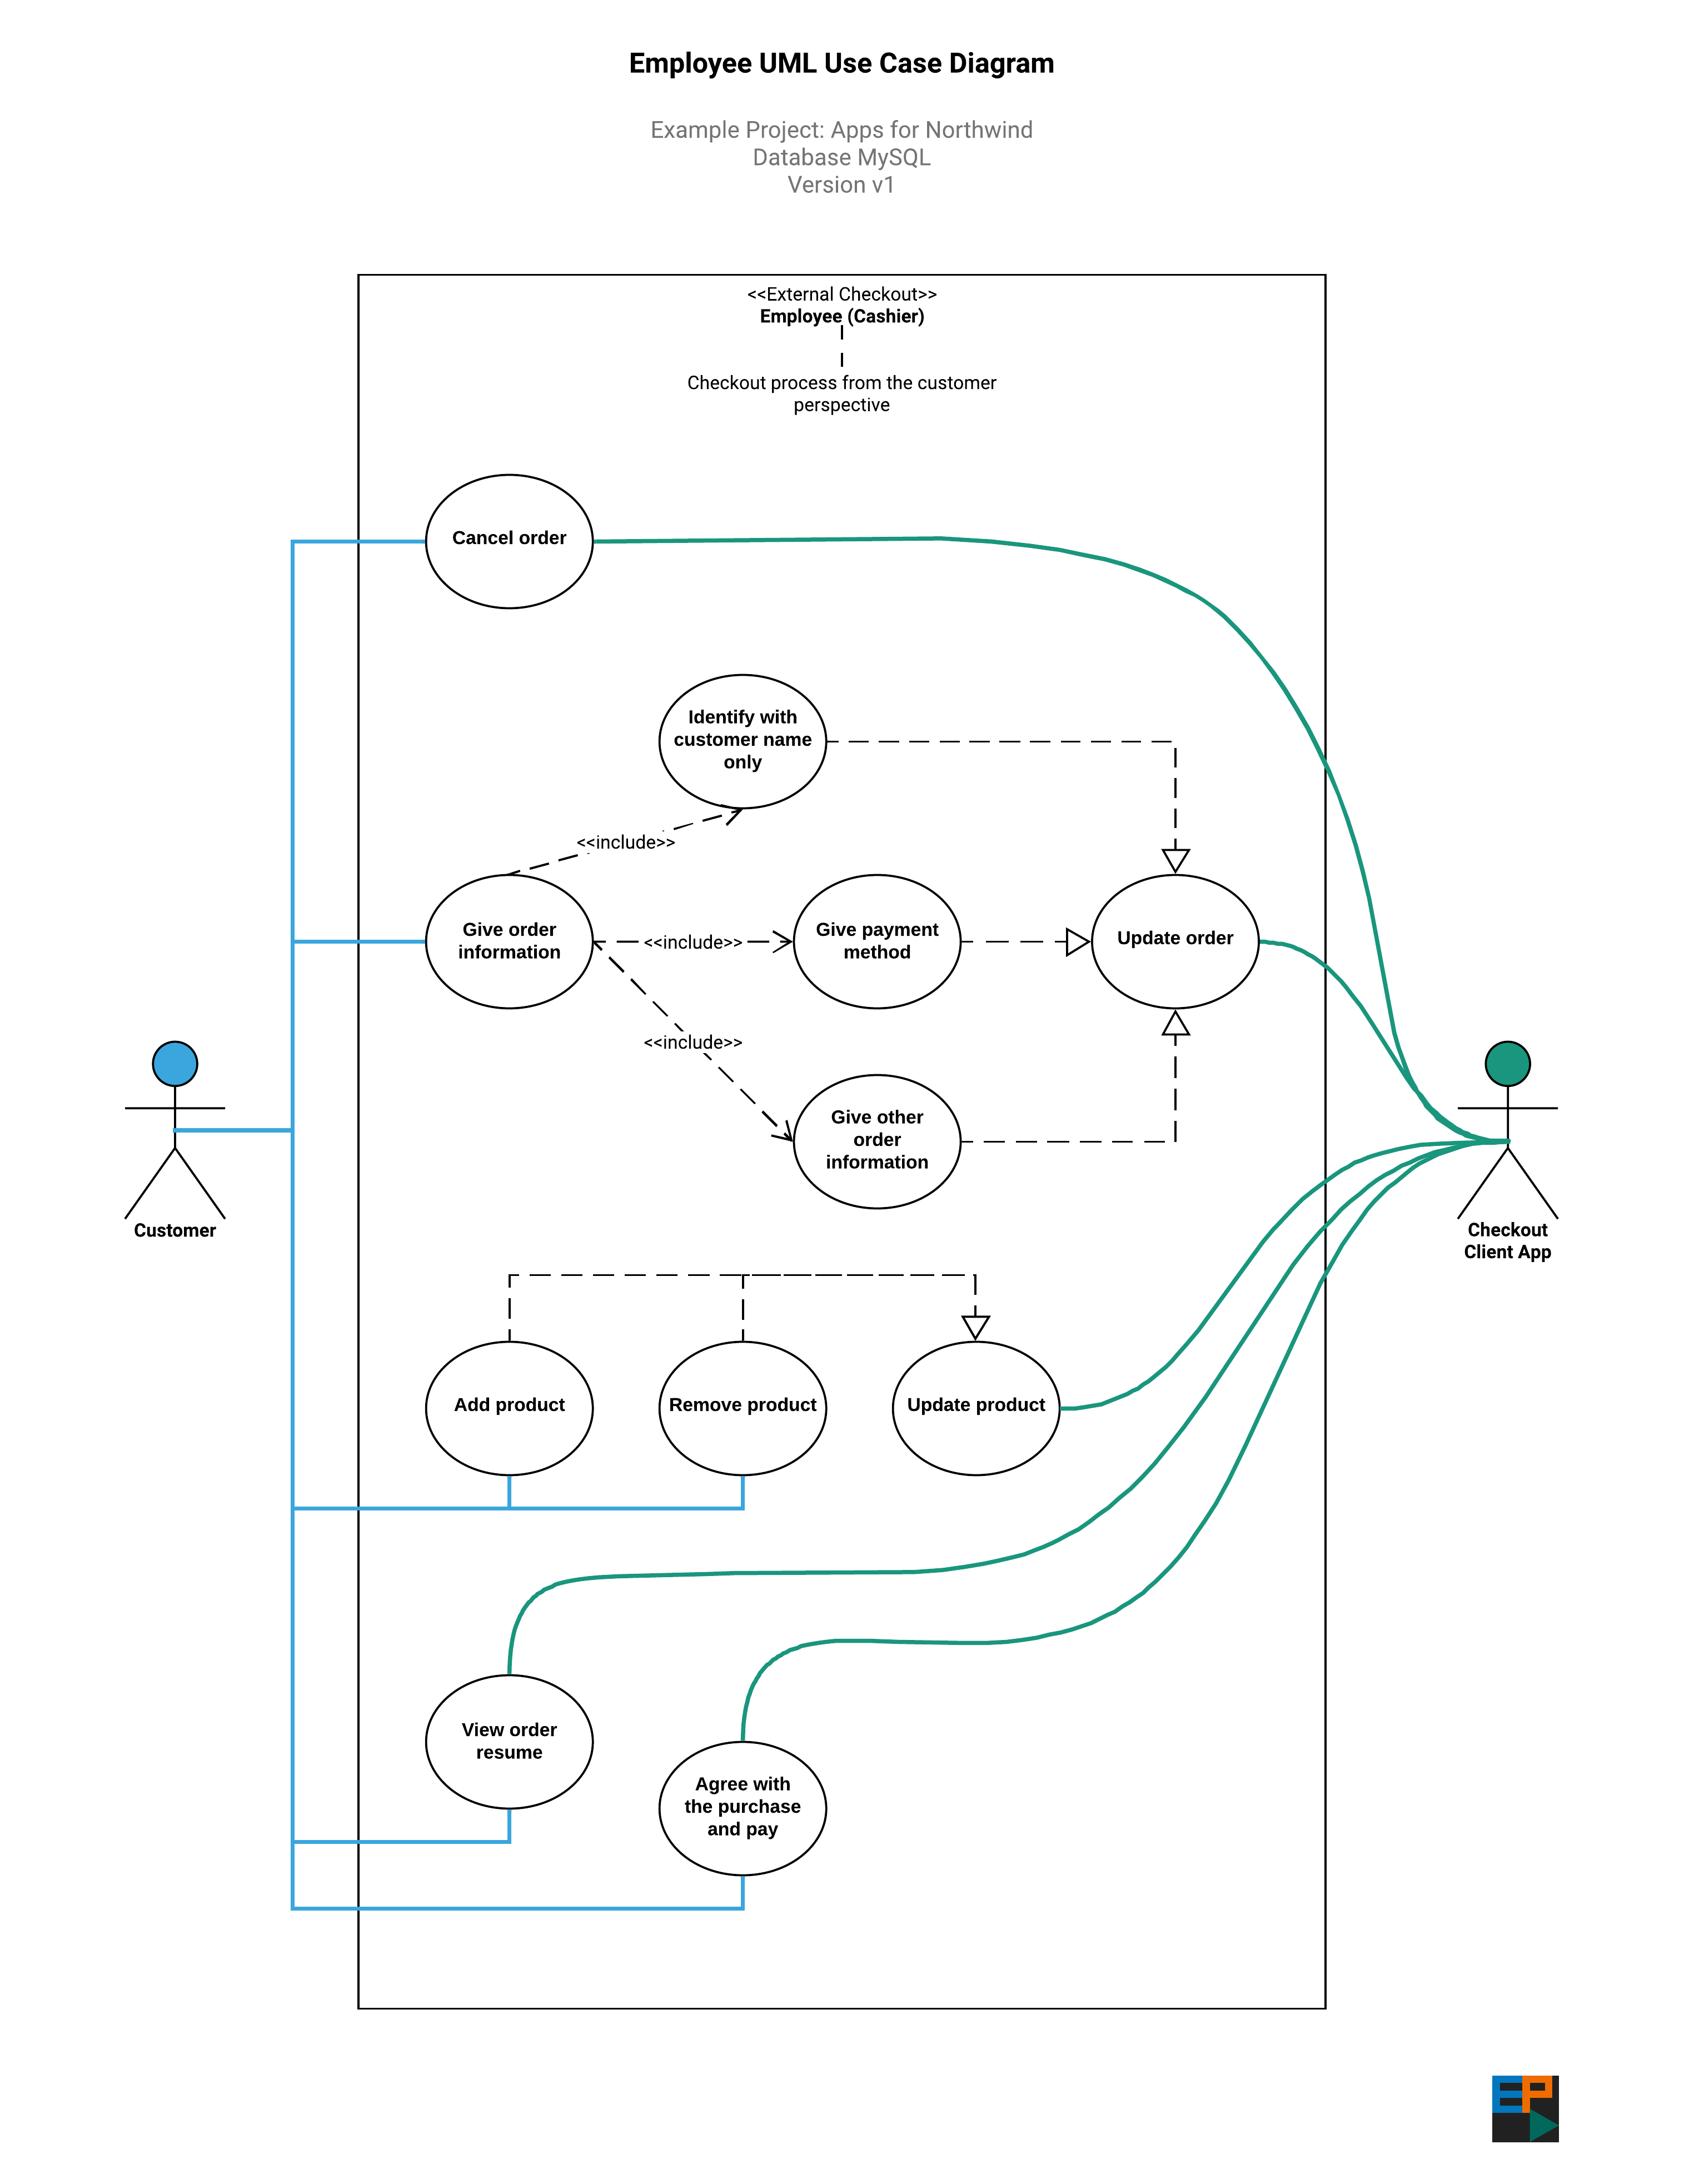 Employee UML Use Case Diagram
Example Project: Apps for Northwind
Database MySQL
Version v1
<<External Checkout>>
Employee (Cashier)
Checkout process from the customer
perspective
Cancel order
Identify with
customer name
only
<<include>>
Give order
information
<<include>>
Give payment
method
Update order
<<include>>
Give other
order
information
Customer
Checkout
Client App
Add product
Remove product
Update product
View order
resume
Agree with
the purchase
and pay
EP